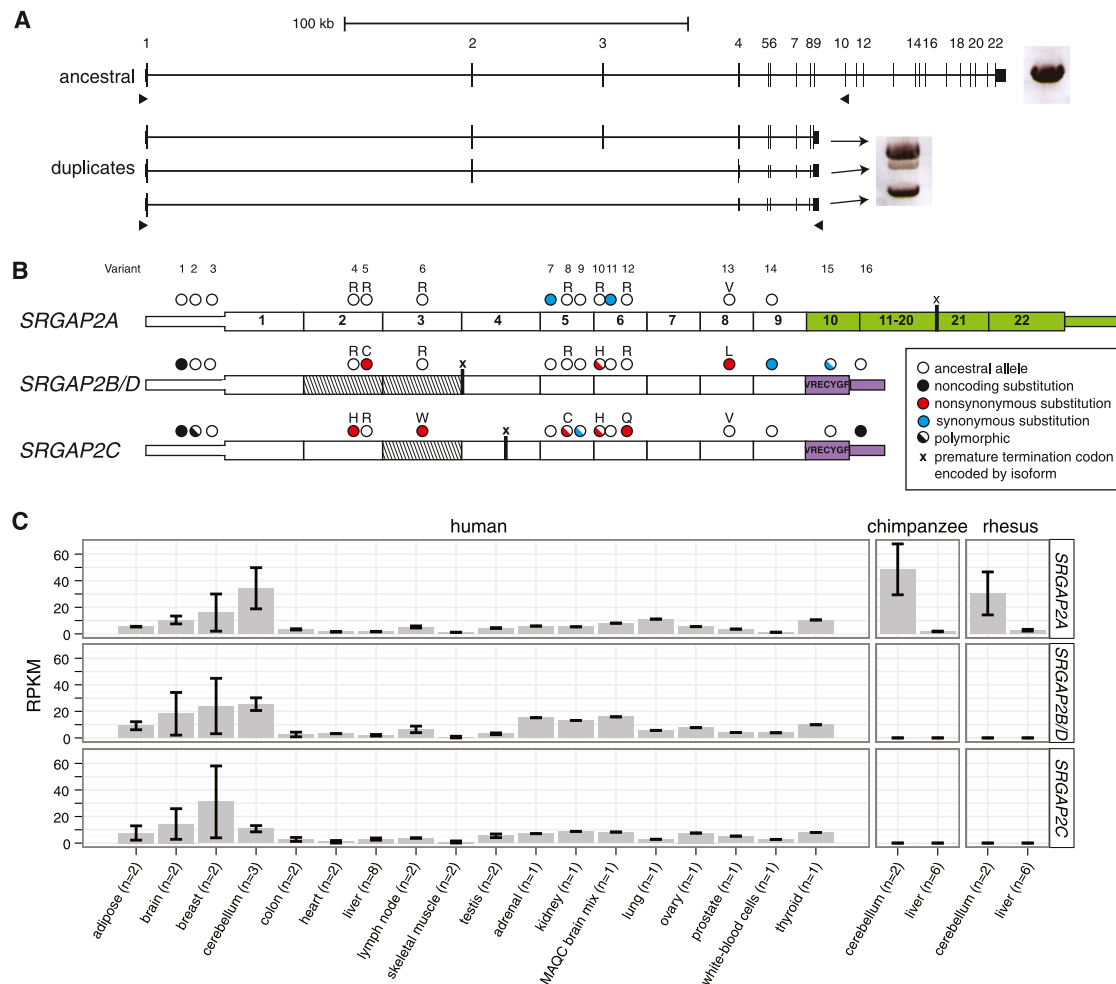 A
100 kb
1 2 3 4 5 6 7 8 9 10 12 14 16 18 20 22
ancestral
duplicates
B
Variant 1 2 3 4 5 6 7 8 9 10 11 12 13 14 15 16
R R R R R R V x
SRGAP2A 1 2 3 4 5 6 7 8 9 10 11-20 21 22
R C R x R H R L
SRGAP2B/D VRECYGF
H R W x C H Q V
SRGAP2C VRECYGF
ancestral allele
noncoding substitution
nonsynonymous substitution
synonymous substitution
polymorphic
x premature termination codon
encoded by isoform
C
human chimpanzee rhesus
RPKM
60
40
20
0
SRGAP2A
60
40
20
0
SRGAP2B/D
60
40
20
0
SRGAP2C
adipose (n=2)
brain (n=2)
breast (n=2)
cerebellum (n=3)
colon (n=2)
heart (n=2)
liver (n=8)
lymph node (n=2)
skeletal muscle (n=2)
testis (n=2)
adrenal (n=1)
kidney (n=1)
MAQC brain mix (n=1)
lung (n=1)
ovary (n=1)
prostate (n=1)
white-blood cells (n=1)
thyroid (n=1)
cerebellum (n=2)
liver (n=6)
cerebellum (n=2)
liver (n=6)